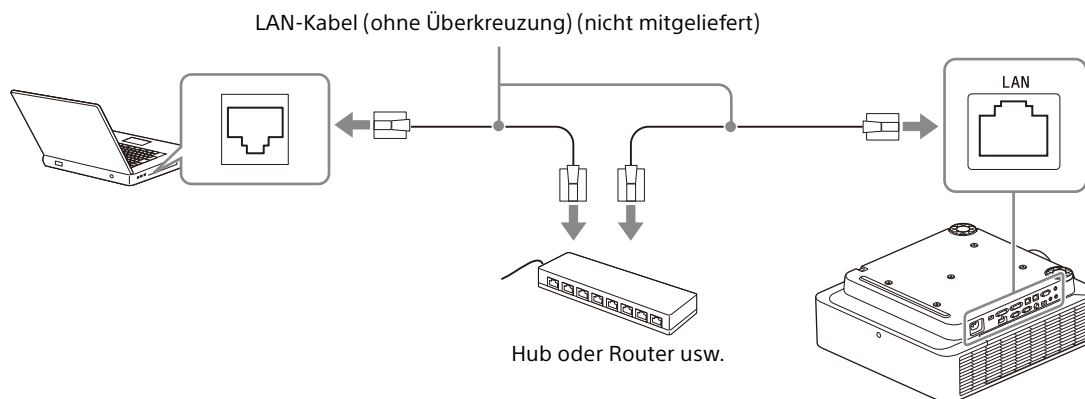 LAN-Kabel (ohne Überkreuzung) (nicht mitgeliefert)
LAN
Hub oder Router usw.